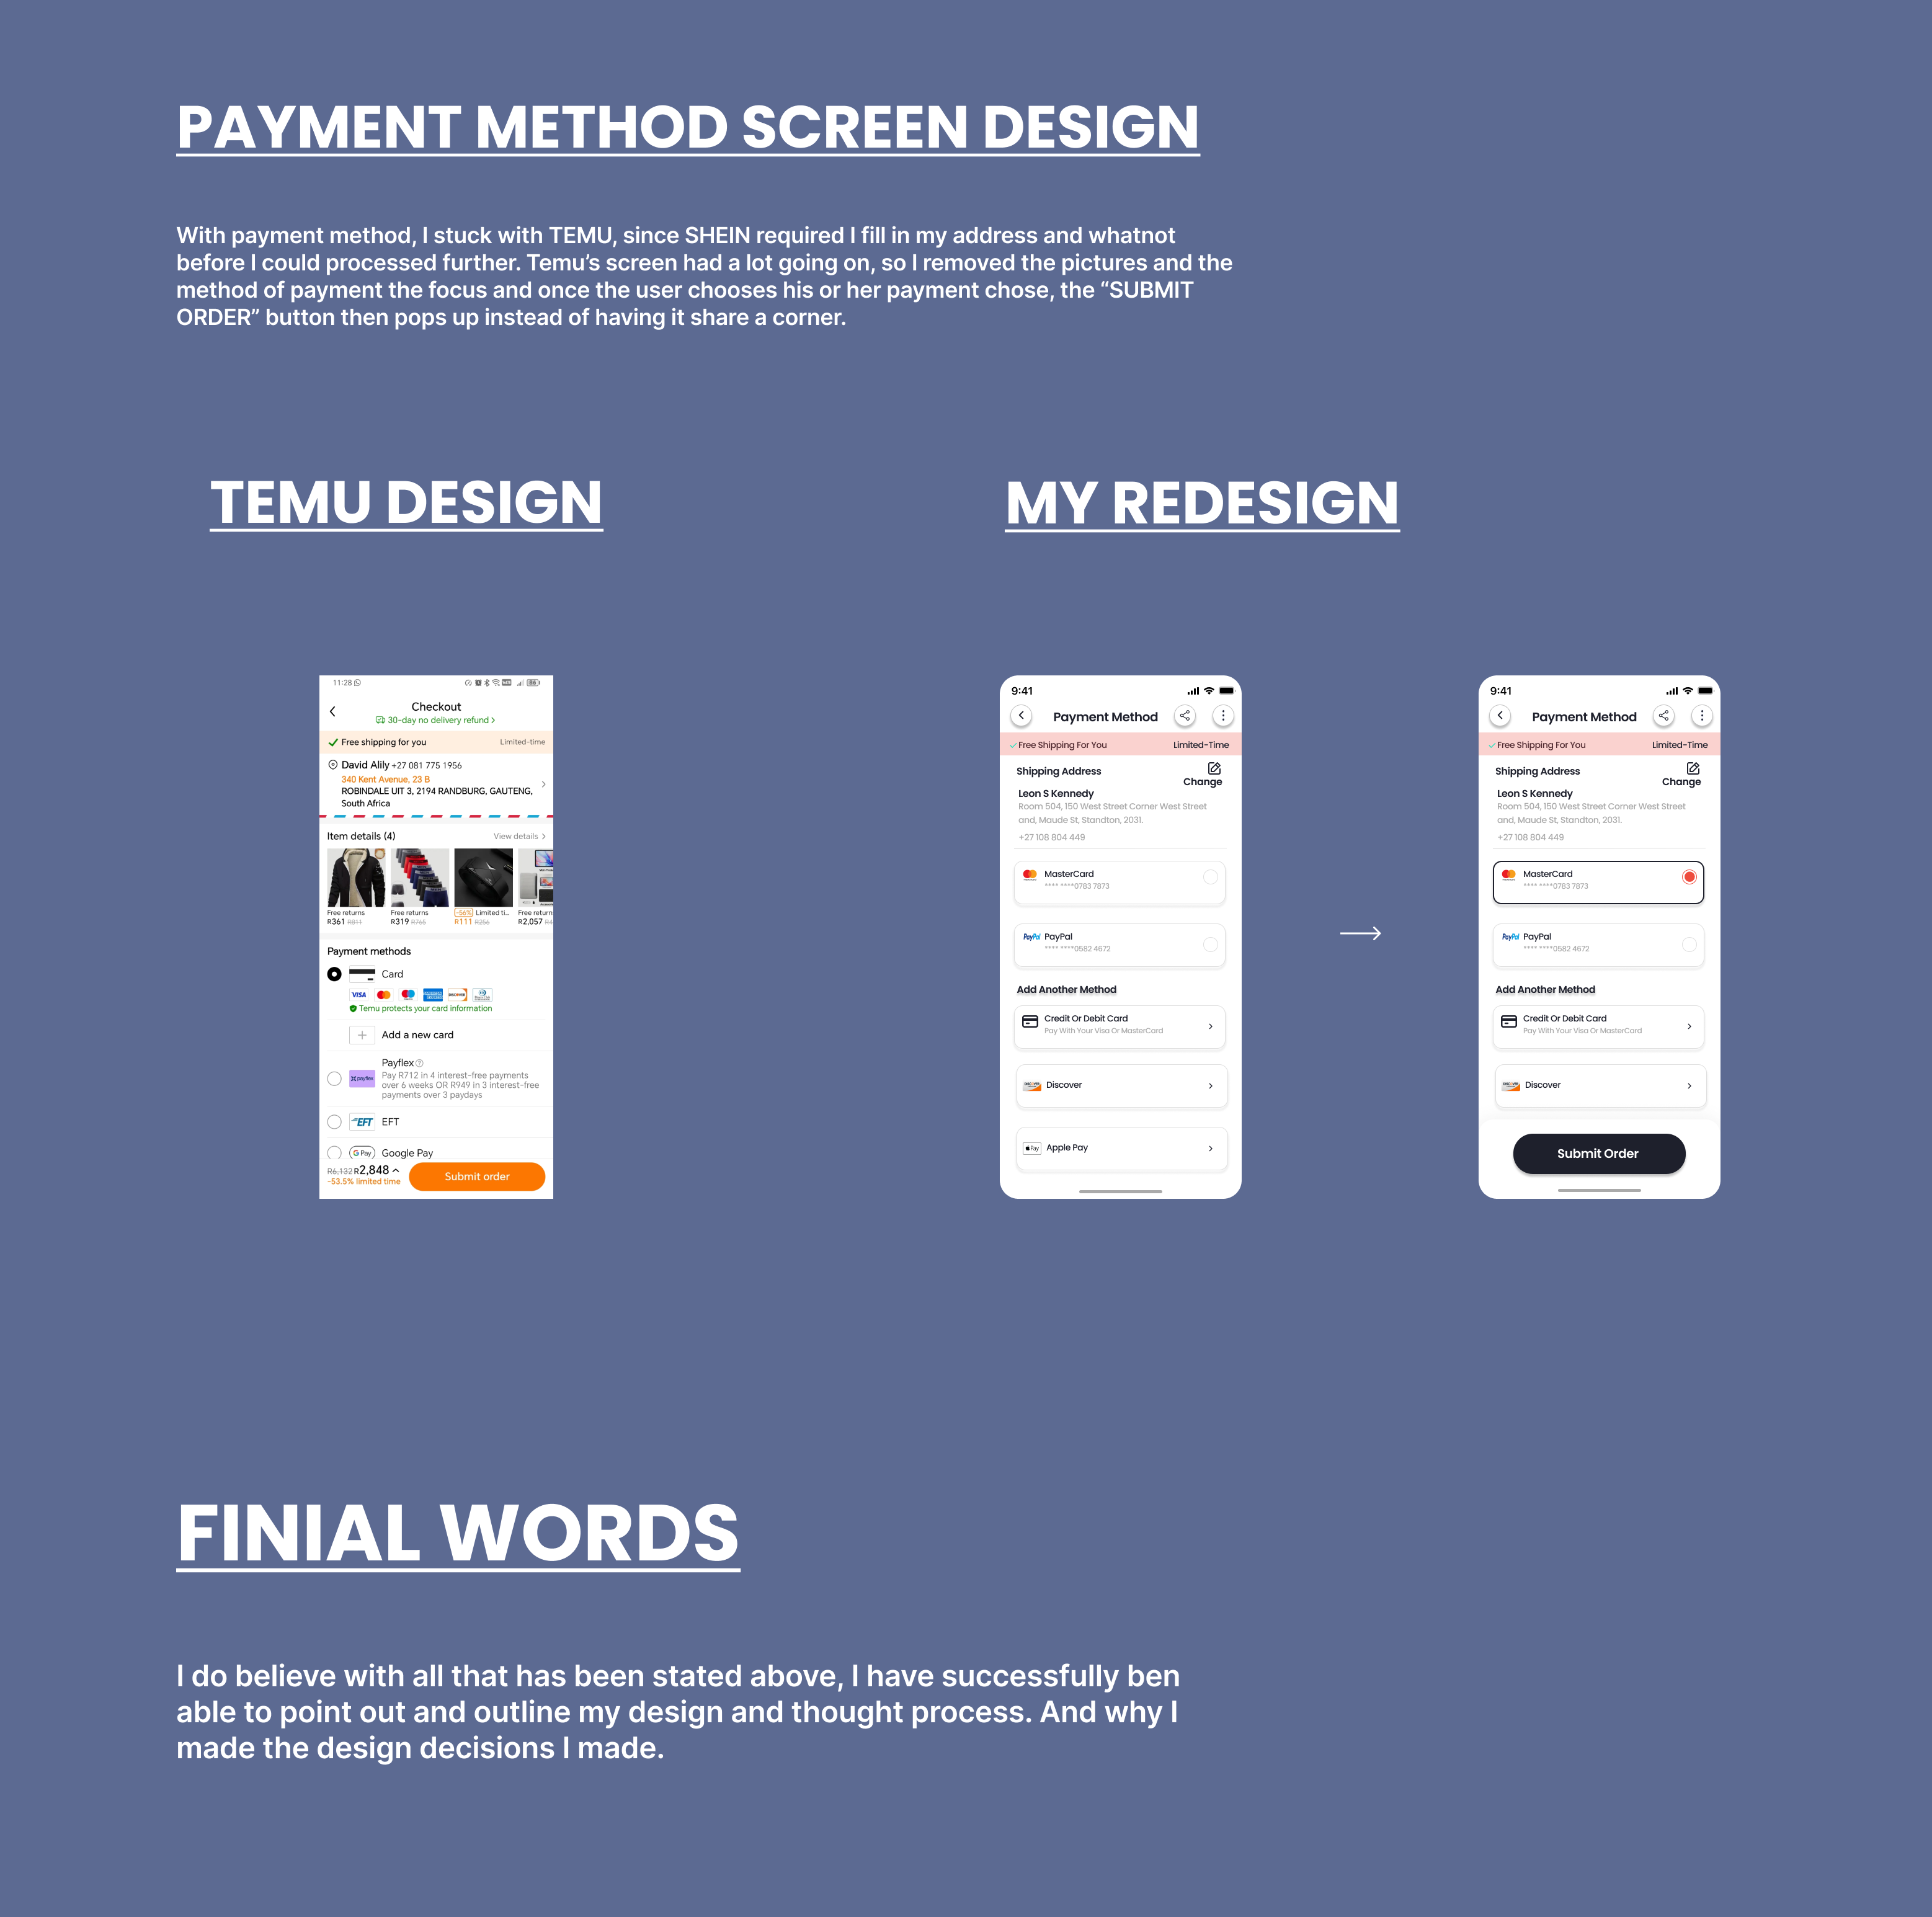 PAYMENT METHOD SCREEN DESIGN
With payment method, I stuck with TEMU, since SHEIN required I fill in my address and whatnot
before I could processed further. Temu’s screen had a lot going on, so I removed the pictures and the
method of payment the focus and once the user chooses his or her payment chose, the “SUBMIT
ORDER” button then pops up instead of having it share a corner.
TEMU DESIGN
MY REDESIGN
11:28
Checkout
30-day no delivery refund
Free shipping for you
Limited-time
David Alily +27 081 775 1956
340 Kent Avenue, 23 B
ROBINDALE UIT 3, 2194 RANDBURG, GAUTENG,
South Africa
Item details (4)
View details
Free returns
R361 R811
Free returns
R319 R765
-56% Limited ti...
R111 R256
Free return
R2,057
Payment methods
Card
VISA
DISCOVER
Temu protects your card information
Add a new card
Payflex
payflex
Pay R712 in 4 interest-free payments
over 6 weeks OR R949 in 3 interest-free
payments over 3 paydays
EFT
EFT
G Pay
Google Pay
R6,132 R2,848
-53.5% limited time
Submit order
9:41
Payment Method
Free Shipping For You
Limited-Time
Shipping Address
Change
Leon S Kennedy
Room 504, 150 West Street Corner West Street
and, Maude St, Standton, 2031.
+27 108 804 449
MasterCard
**** ****0783 7873
PayPal
PayPal
**** ****0582 4672
Add Another Method
Credit Or Debit Card
Pay With Your Visa Or MasterCard
DISCOVER
Discover
Pay
Apple Pay
9:41
Payment Method
Free Shipping For You
Limited-Time
Shipping Address
Change
Leon S Kennedy
Room 504, 150 West Street Corner West Street
and, Maude St, Standton, 2031.
+27 108 804 449
MasterCard
**** ****0783 7873
PayPal
PayPal
**** ****0582 4672
Add Another Method
Credit Or Debit Card
Pay With Your Visa Or MasterCard
DISCOVER
Discover
Submit Order
FINIAL WORDS
I do believe with all that has been stated above, I have successfully ben
able to point out and outline my design and thought process. And why I
made the design decisions I made.